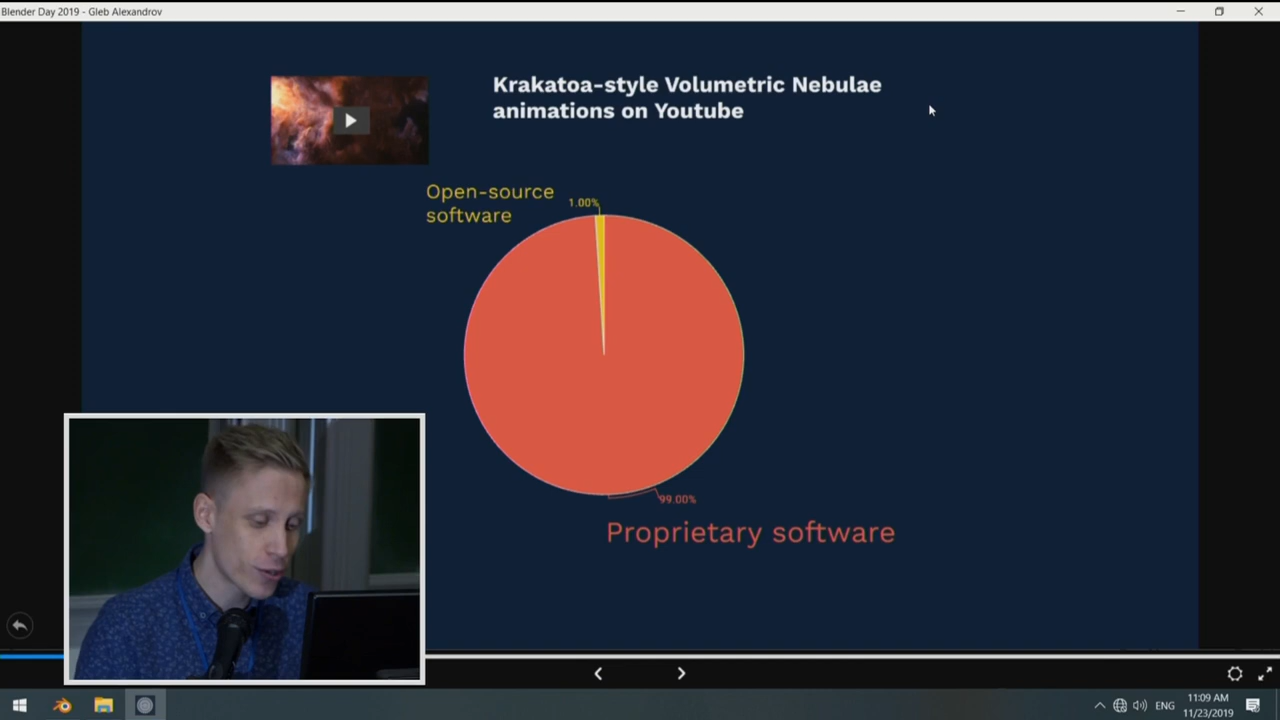 Blender Day 2019 - Gleb Alexandrov
Krakatoa-style Volumetric Nebulae
animations on Youtube
Open-source
software
1.00%
99.00%
Proprietary software
ENG
11:09 AM
11/23/2019